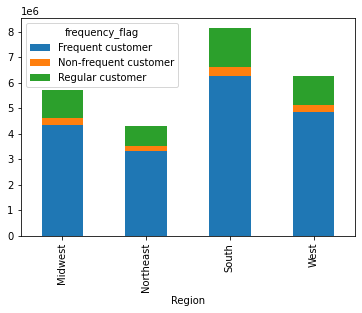 1e6
8
7
6
5
4
3
2
1
0
frequency_flag
Frequent customer
Non-frequent customer
Regular customer
Midwest
Northeast
South
West
Region